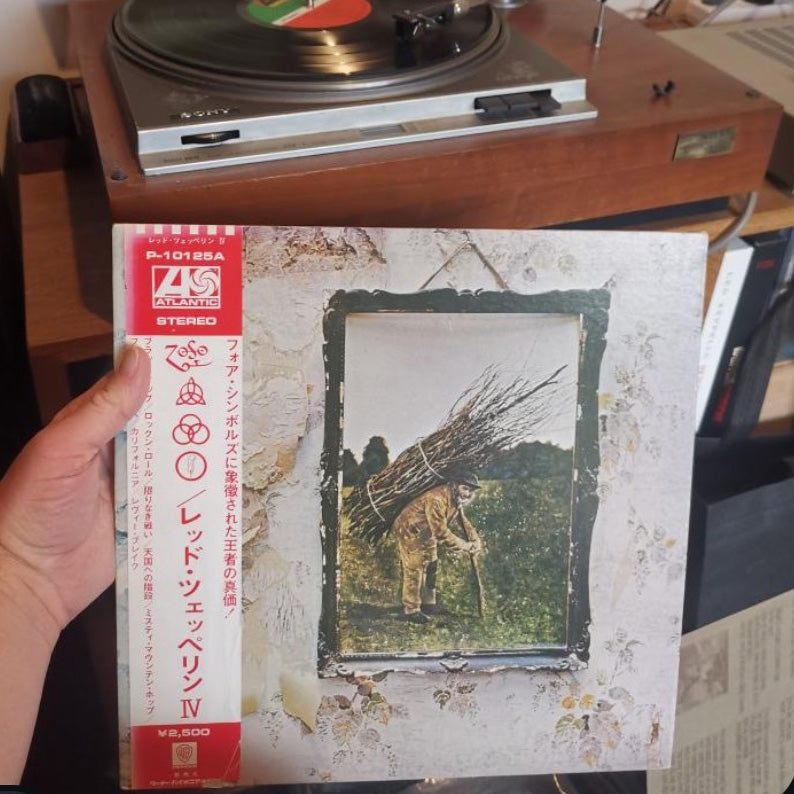 SONY
レッド・ツェッペリン Ⅳ
P-10125A
ATLANTIC
STEREO
フォア・シンボルズに象徴された王者の真価!
ZoSo
/レッド・ツェッペリン Ⅳ
ロックン・ロール/限りなき戦い/天国への階段/ミスティ・マウンテン・ホップ
カリフォルニア/レヴィー・ブレイク
¥2,500